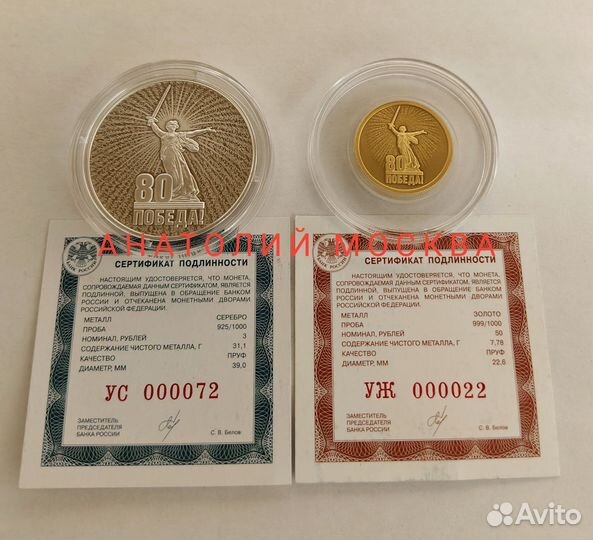 80
ПОБЕДА!
80
ПОБЕДА!
АНАТОЛИЙ МОСКВА
СЕРТИФИКАТ ПОДЛИННОСТИ
НАСТОЯЩИМ УДОСТОВЕРЯЕТСЯ, ЧТО МОНЕТА,
СОПРОВОЖДАЕМАЯ ДАННЫМ СЕРТИФИКАТОМ, ЯВЛЯЕТСЯ
ПОДЛИННОЙ, ВЫПУЩЕНА В ОБРАЩЕНИЕ БАНКОМ
РОССИИ И ОТЧЕКАНЕНА МОНЕТНЫМИ ДВОРАМИ
РОССИЙСКОЙ ФЕДЕРАЦИИ.
МЕТАЛЛ СЕРЕБРО
ПРОБА 925/1000
НОМИНАЛ, РУБЛЕЙ 3
СОДЕРЖАНИЕ ЧИСТОГО МЕТАЛЛА, Г 31,1
КАЧЕСТВО ПРУФ
ДИАМЕТР, ММ 39,0
УС 000072
ЗАМЕСТИТЕЛЬ
ПРЕДСЕДАТЕЛЯ
БАНКА РОССИИ
С. В. Белов
СЕРТИФИКАТ ПОДЛИННОСТИ
НАСТОЯЩИМ УДОСТОВЕРЯЕТСЯ, ЧТО МОНЕТА,
СОПРОВОЖДАЕМАЯ ДАННЫМ СЕРТИФИКАТОМ, ЯВЛЯЕТСЯ
ПОДЛИННОЙ, ВЫПУЩЕНА В ОБРАЩЕНИЕ БАНКОМ
РОССИИ И ОТЧЕКАНЕНА МОНЕТНЫМИ ДВОРАМИ
РОССИЙСКОЙ ФЕДЕРАЦИИ.
МЕТАЛЛ ЗОЛОТО
ПРОБА 999/1000
НОМИНАЛ, РУБЛЕЙ 50
СОДЕРЖАНИЕ ЧИСТОГО МЕТАЛЛА, Г 7,78
КАЧЕСТВО ПРУФ
ДИАМЕТР, ММ 22,6
УЖ 000022
ЗАМЕСТИТЕЛЬ
ПРЕДСЕДАТЕЛЯ
БАНКА РОССИИ
С. В. Белов
Avito